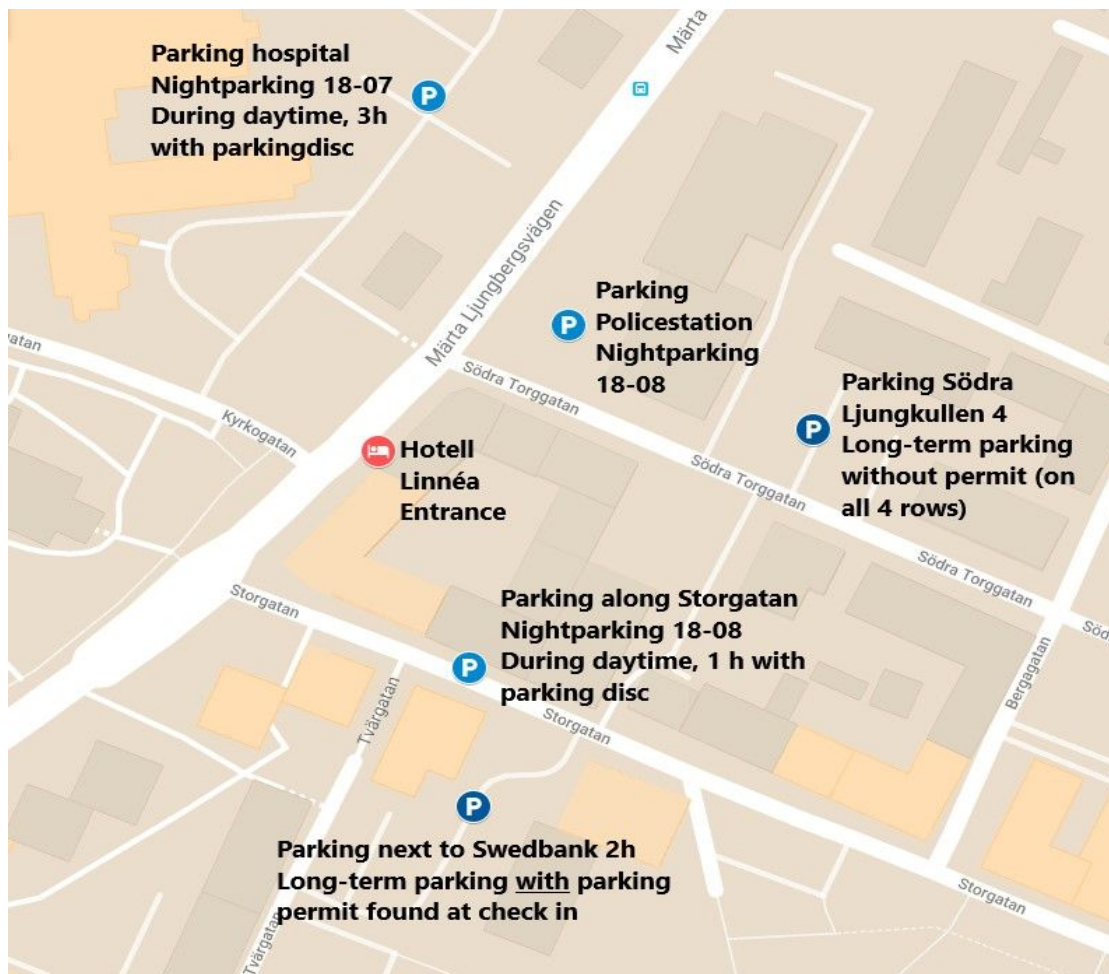 Parking hospital
Nightparking 18-07
During daytime, 3h
with parkingdisc
P
Märta
Märta Ljungbergsvägen
Parking
Policestation
Nightparking
18-08
P
Södra Torggatan
Parking Södra
Ljungkullen 4
Long-term parking
without permit (on
all 4 rows)
P
gatan
Kyrkogatan
Hotell
Linnéa
Entrance
Södra Torggatan
Södra Torggatan
Söd
Storgatan
Parking along Storgatan
Nightparking 18-08
During daytime, 1 h with
parking disc
P
Bergagatan
Tvärgatan
Storgatan
P
Parking next to Swedbank 2h
Long-term parking with parking
permit found at check in
Storgatan
Tvärgatan